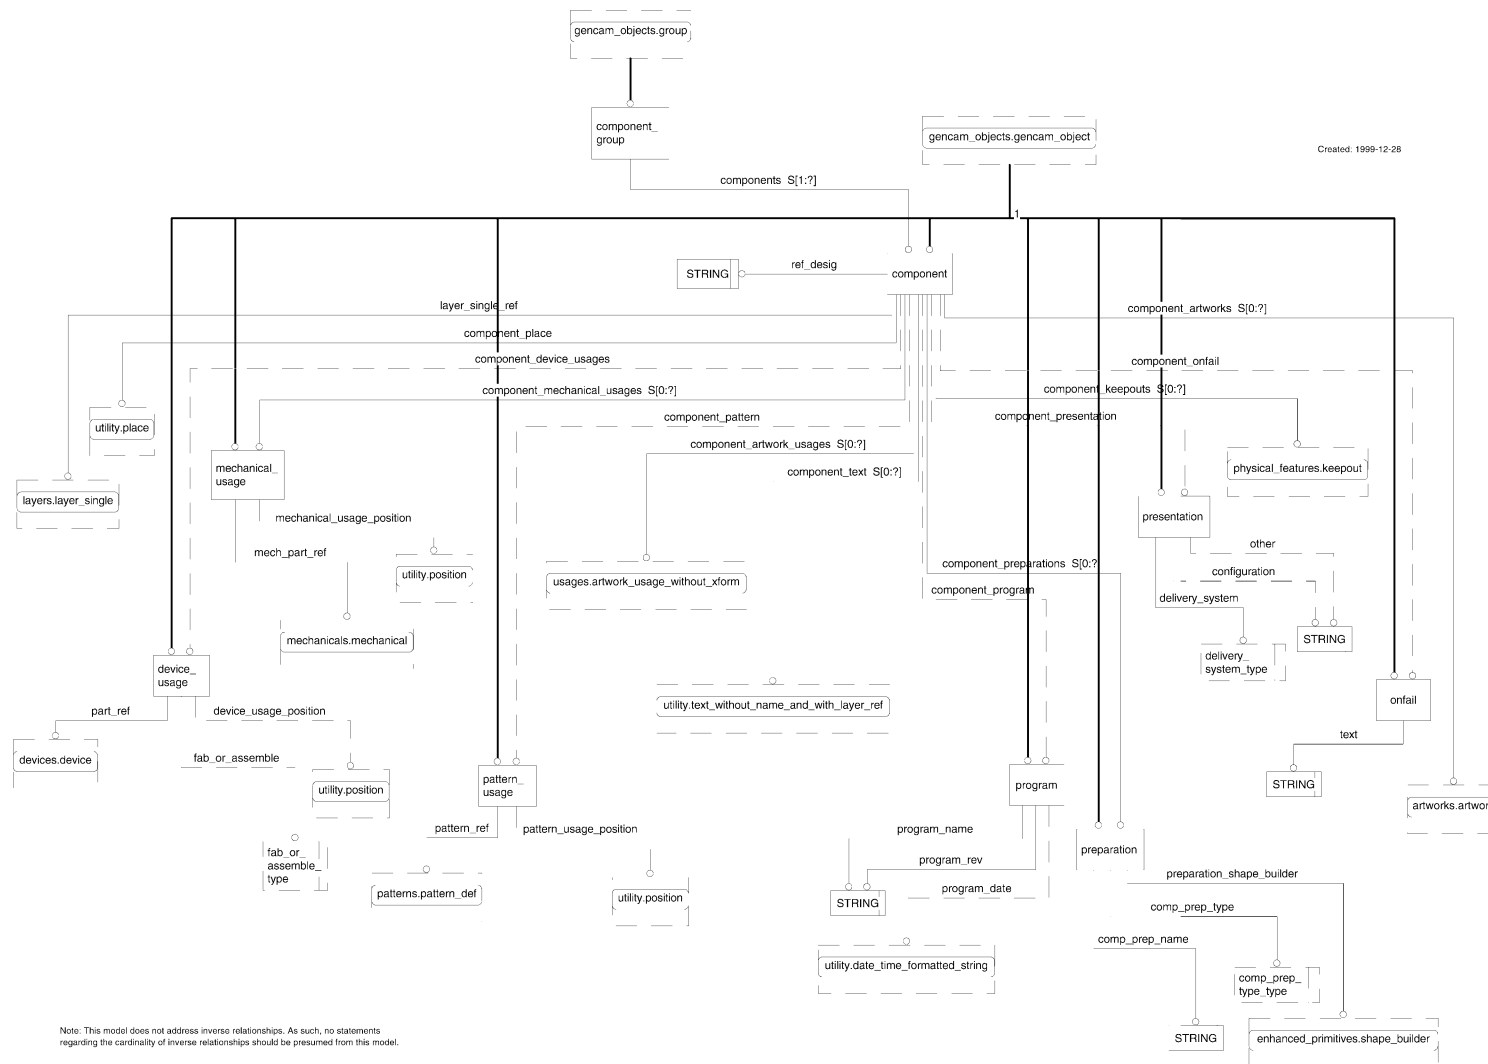 gencam_objects.group
component_
group
gencam_objects.gencam_object
Created: 1999-12-28
components S[1:?]
1
STRING
ref_desig
component
layer_single_ref
component_artworks S[0:?]
component_place
component_device_usages
component_onfail
component_mechanical_usages S[0:?]
component_keepouts S[0:?]
component_pattern
component_presentation
utility.place
component_artwork_usages S[0:?]
mechanical_
usage
component_text S[0:?]
physical_features.keepout
layers.layer_single
mechanical_usage_position
presentation
mech_part_ref
other
utility.position
usages.artwork_usage_without_xform
component_preparations S[0:?
configuration
component_program
delivery_system
mechanicals.mechanical
STRING
delivery_
system_type
device_
usage
utility.text_without_name_and_with_layer_ref
onfail
part_ref
device_usage_position
text
devices.device
fab_or_assemble
utility.position
pattern_
usage
program
STRING
artworks.artwor
pattern_ref
pattern_usage_position
program_name
fab_or_
assemble_
type
preparation
program_rev
preparation_shape_builder
patterns.pattern_def
utility.position
STRING
program_date
comp_prep_type
comp_prep_name
utility.date_time_formatted_string
comp_prep_
type_type
STRING
enhanced_primitives.shape_builder
Note: This model does not address inverse relationships. As such, no statements
regarding the cardinality of inverse relationships should be presumed from this model.